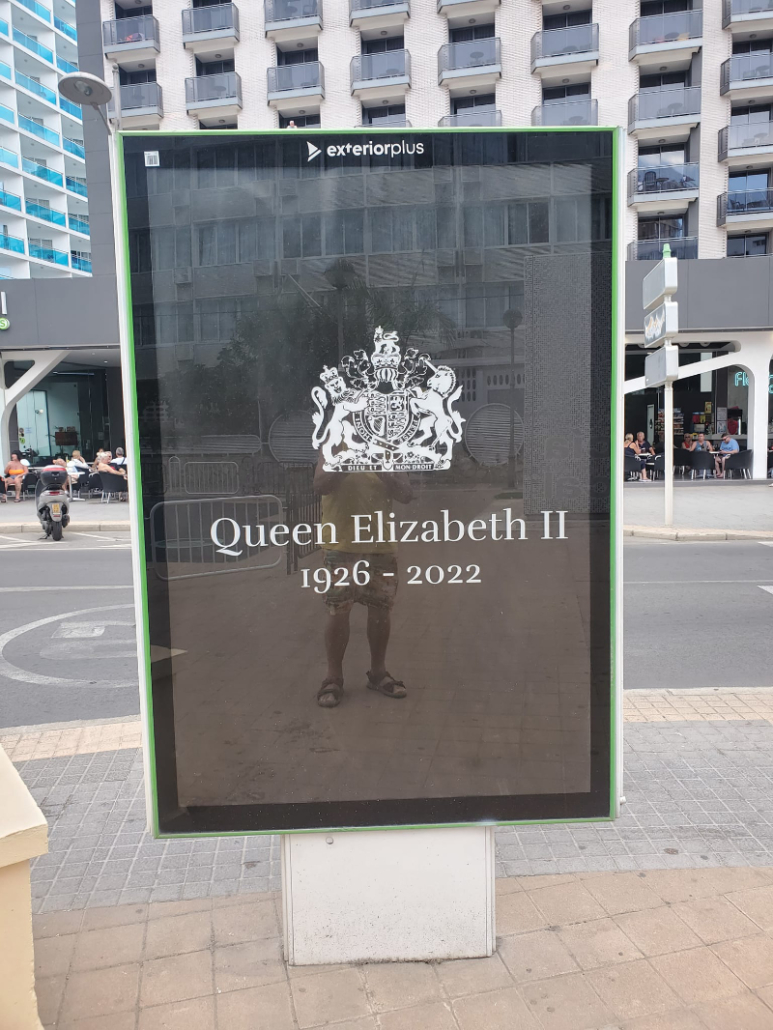 exteriorplus
DIEU ET MON DROIT
Queen Elizabeth II
1926 - 2022